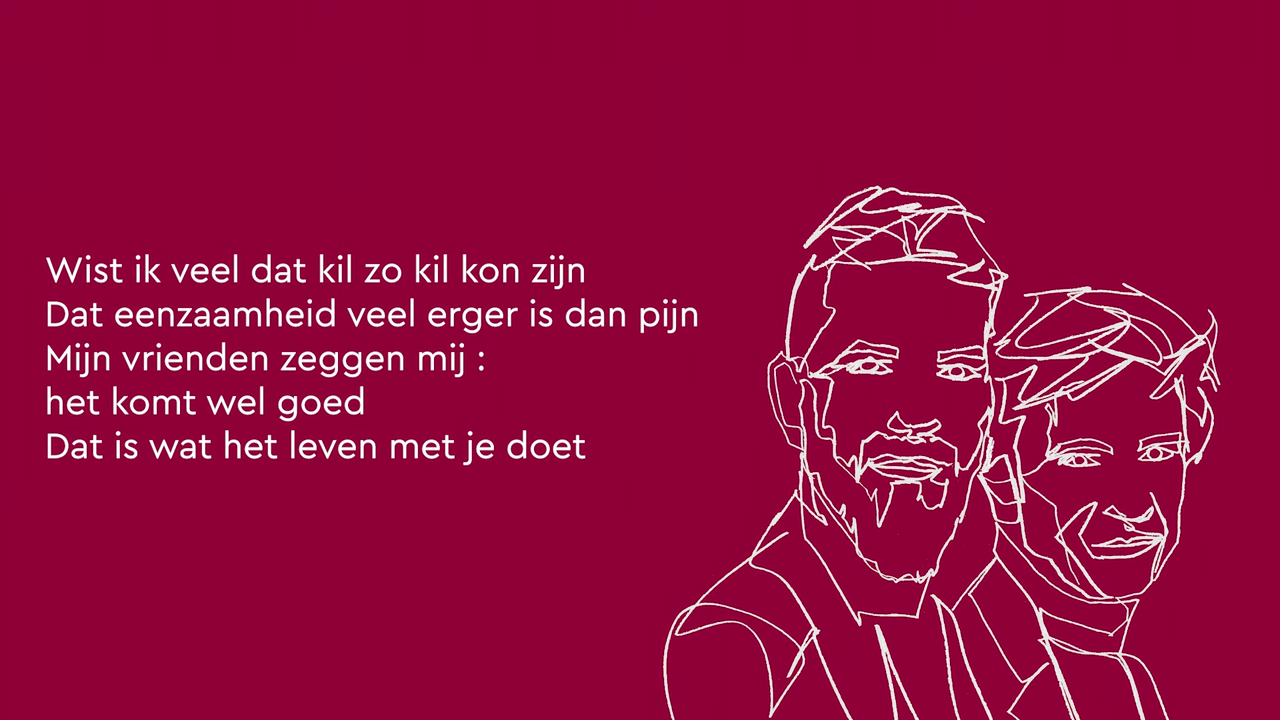 Wist ik veel dat kil zo kil kon zijn
Dat eenzaamheid veel erger is dan pijn
Mijn vrienden zeggen mij :
het komt wel goed
Dat is wat het leven met je doet